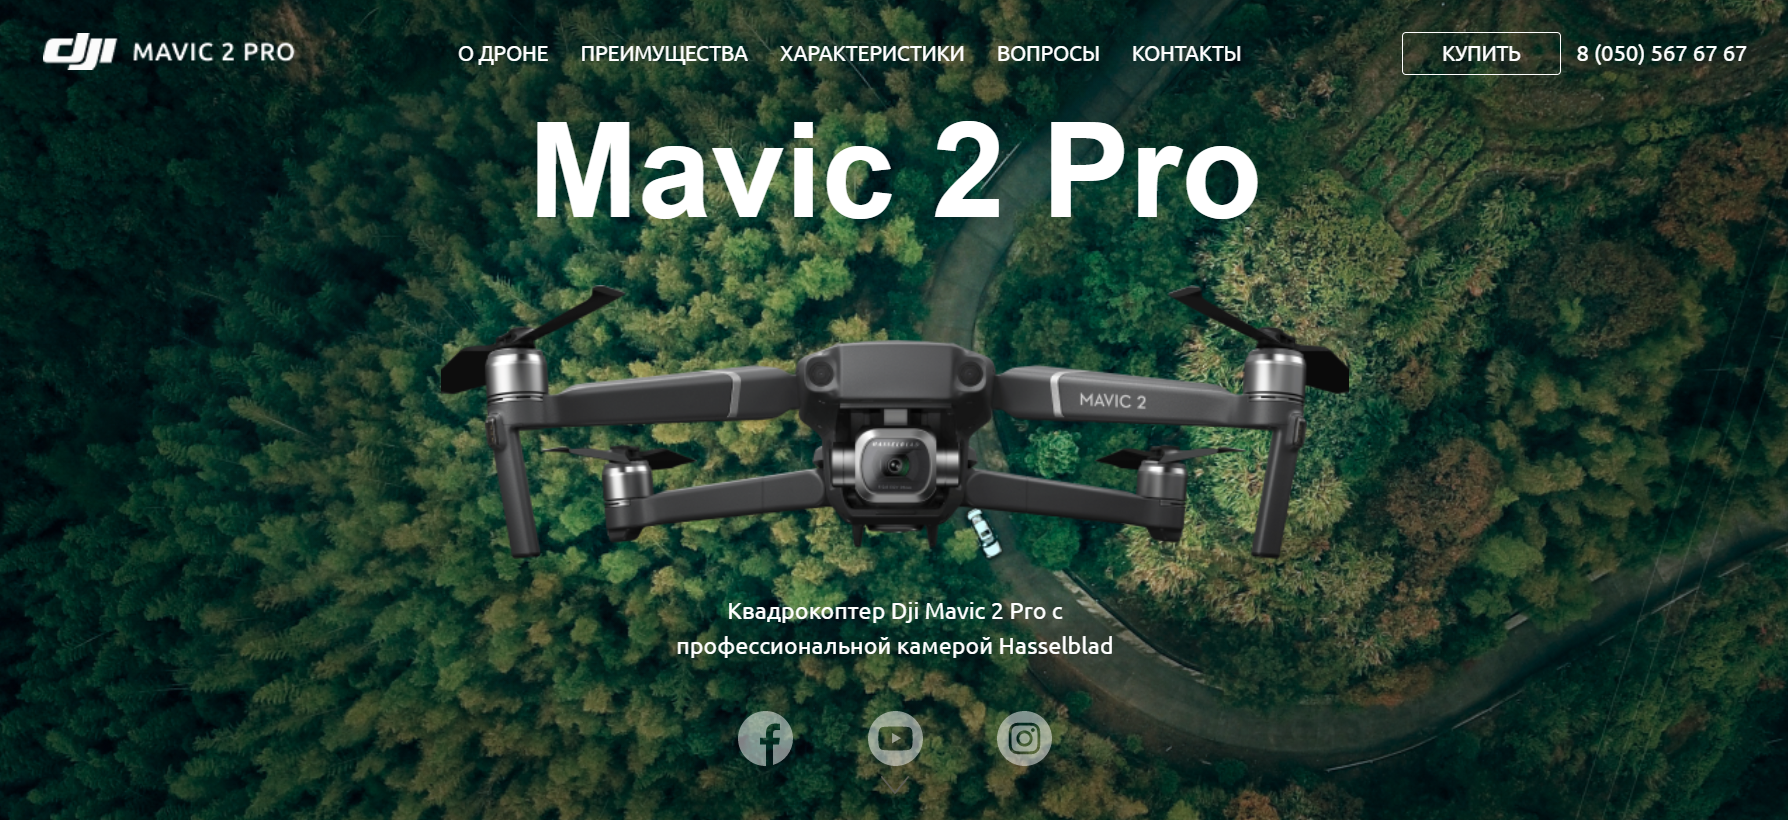 dji MAVIC 2 PRO
О ДРОНЕ ПРЕИМУЩЕСТВА ХАРАКТЕРИСТИКИ ВОПРОСЫ КОНТАКТЫ
КУПИТЬ 8 (050) 567 67 67
Mavic 2 Pro
MAVIC 2
HASSELBLAD
Квадрокоптер Dji Mavic 2 Pro с
профессиональной камерой Hasselblad